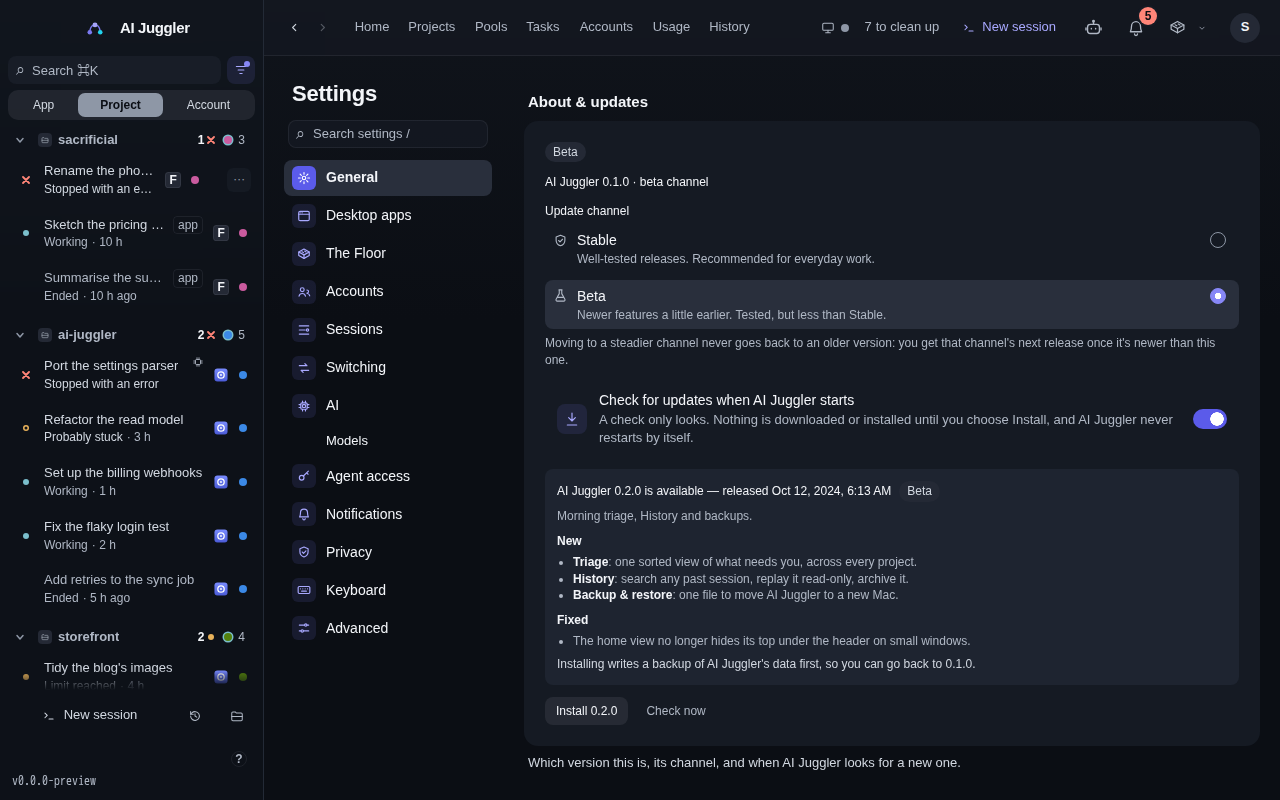 AI Juggler
Home Projects Pools Tasks Accounts Usage History
7 to clean up
New session
5
S
Search ⌘K
App Project Account
sacrificial 1 3
Rename the pho… F
Stopped with an e…
Sketch the pricing … app F
Working · 10 h
Summarise the su… app F
Ended · 10 h ago
ai-juggler 2 5
Port the settings parser
Stopped with an error
Refactor the read model
Probably stuck · 3 h
Set up the billing webhooks
Working · 1 h
Fix the flaky login test
Working · 2 h
Add retries to the sync job
Ended · 5 h ago
storefront 2 4
Tidy the blog's images
Limit reached · 4 h
New session
?
v0.0.0-preview
Settings
Search settings /
General
Desktop apps
The Floor
Accounts
Sessions
Switching
AI
Models
Agent access
Notifications
Privacy
Keyboard
Advanced
About & updates
Beta
AI Juggler 0.1.0 · beta channel
Update channel
Stable
Well-tested releases. Recommended for everyday work.
Beta
Newer features a little earlier. Tested, but less than Stable.
Moving to a steadier channel never goes back to an older version: you get that channel's next release once it's newer than this
one.
Check for updates when AI Juggler starts
A check only looks. Nothing is downloaded or installed until you choose Install, and AI Juggler never
restarts by itself.
AI Juggler 0.2.0 is available — released Oct 12, 2024, 6:13 AM Beta
Morning triage, History and backups.
New
• Triage: one sorted view of what needs you, across every project.
• History: search any past session, replay it read-only, archive it.
• Backup & restore: one file to move AI Juggler to a new Mac.
Fixed
• The home view no longer hides its top under the header on small windows.
Installing writes a backup of AI Juggler's data first, so you can go back to 0.1.0.
Install 0.2.0 Check now
Which version this is, its channel, and when AI Juggler looks for a new one.